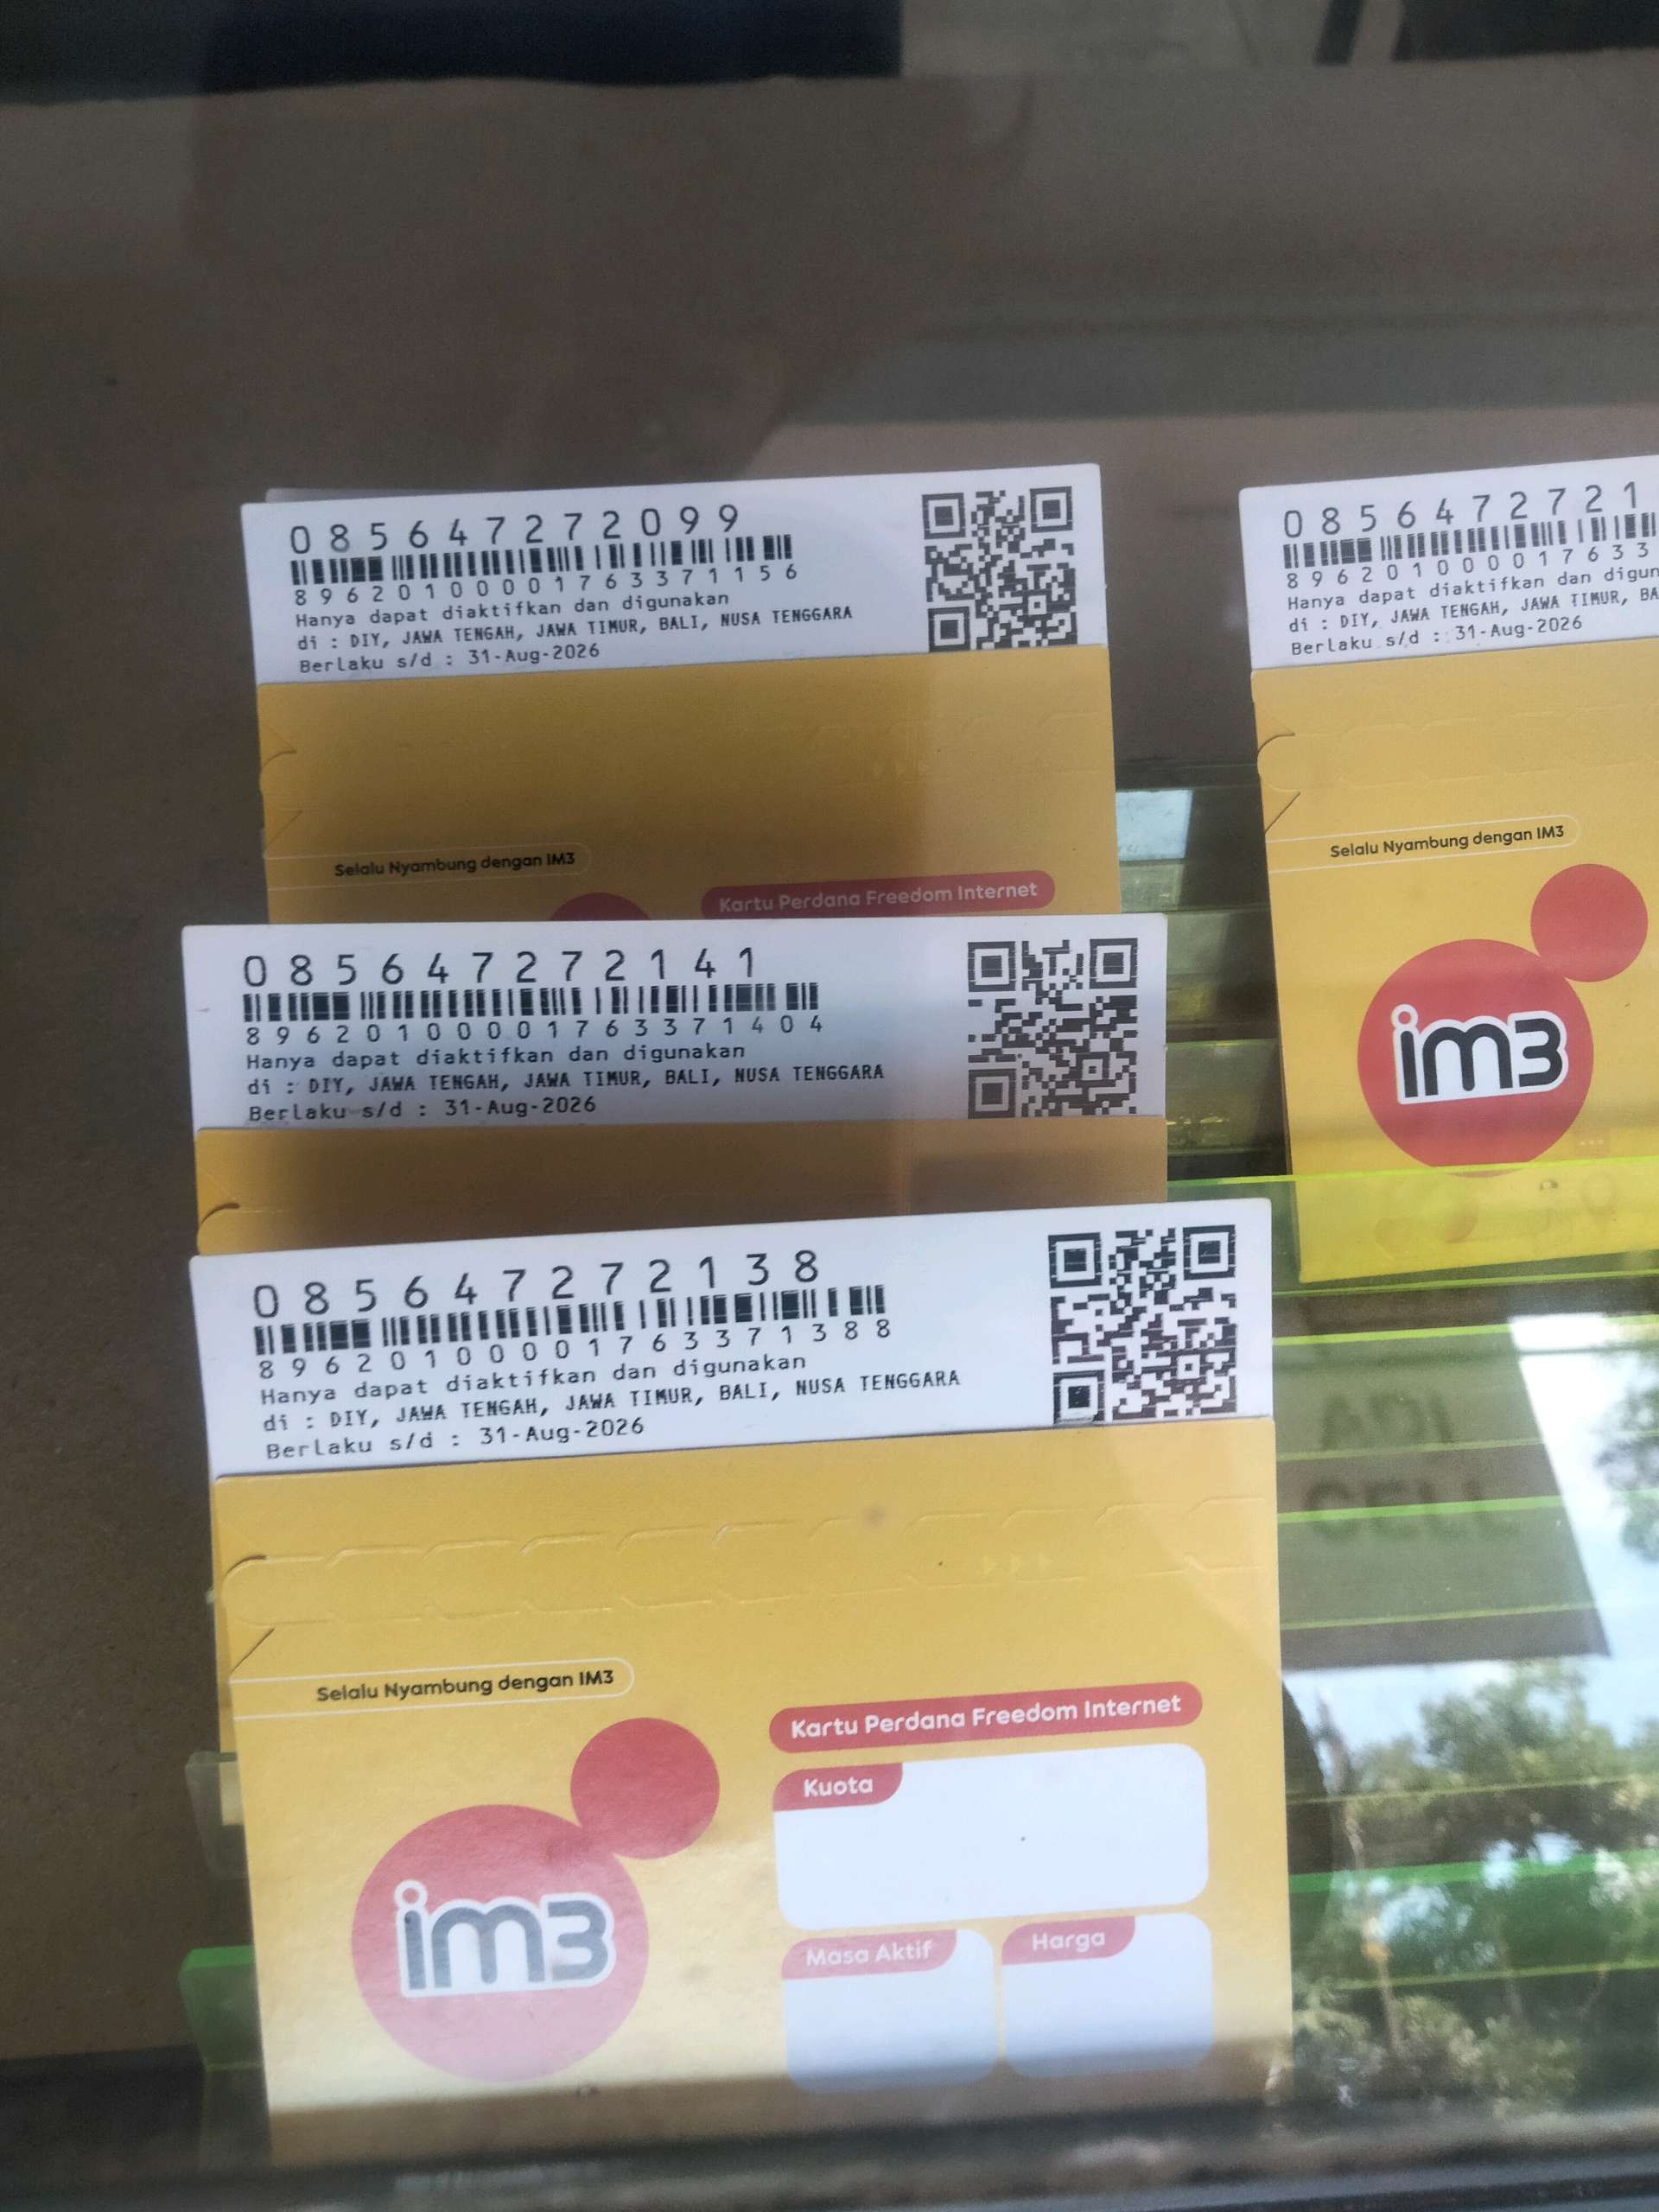 085647272099
89620100001763371156
Hanya dapat diaktifkan dan digunakan
di : DIY, JAWA TENGAH, JAWA TIMUR, BALI, NUSA TENGGARA
Berlaku s/d : 31-Aug-2026
Selalu Nyambung dengan IM3
Kartu Perdana Freedom Internet
085647272141
89620100001763371404
Hanya dapat diaktifkan dan digunakan
di : DIY, JAWA TENGAH, JAWA TIMUR, BALI, NUSA TENGGARA
Berlaku s/d : 31-Aug-2026
085647272138
89620100001763371388
Hanya dapat diaktifkan dan digunakan
di : DIY, JAWA TENGAH, JAWA TIMUR, BALI, NUSA TENGGARA
Berlaku s/d : 31-Aug-2026
Selalu Nyambung dengan IM3
Kartu Perdana Freedom Internet
Kuota
Masa Aktif
Harga
im3
0856472721
896201000017633
Hanya dapat diaktifkan dan digun
di : DIY, JAWA TENGAH, JAWA TIMUR, BA
Berlaku s/d : 31-Aug-2026
Selalu Nyambung dengan IM3
im3
CELL